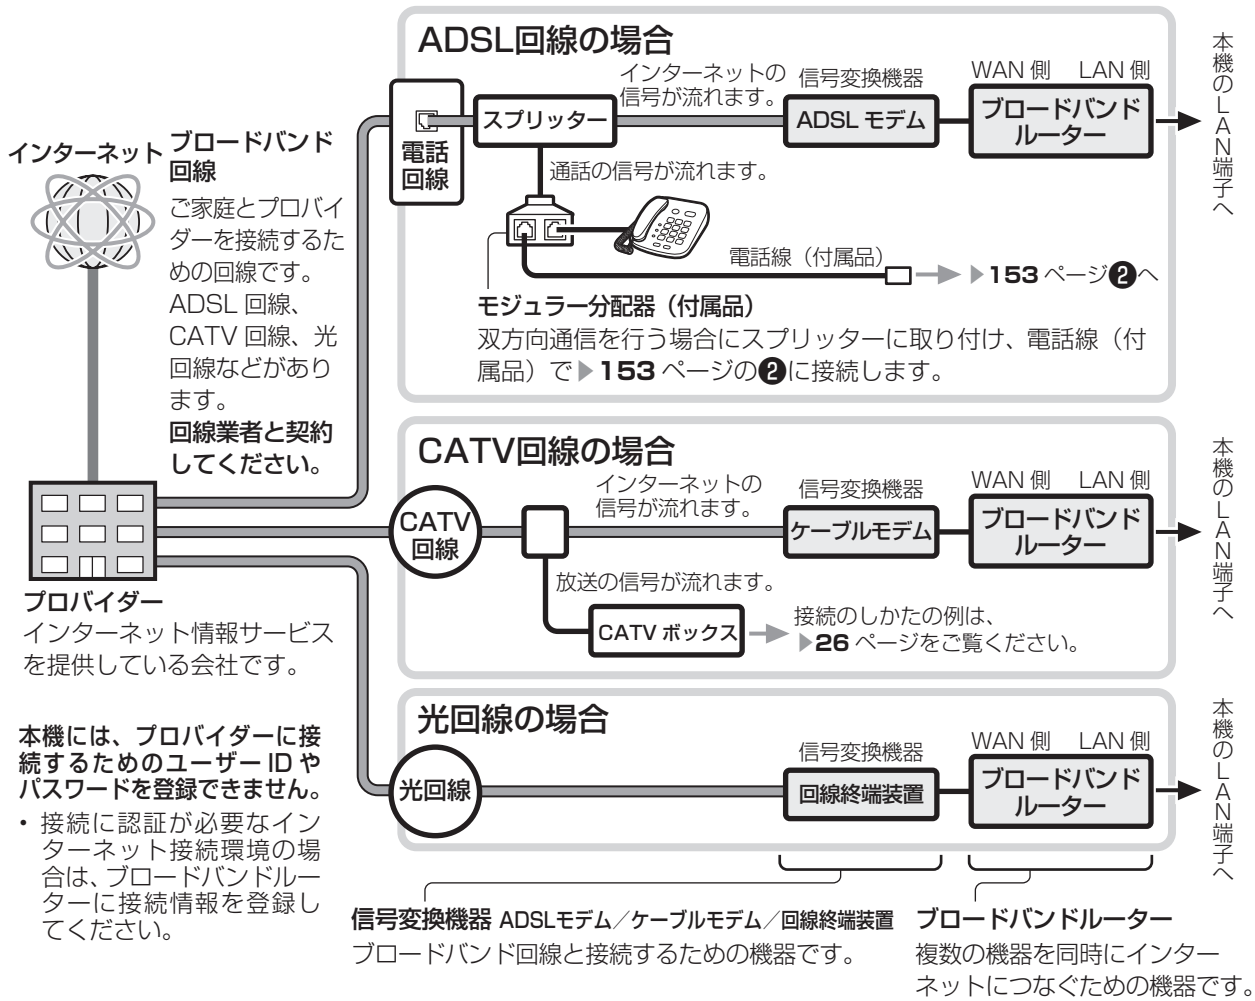 インターネット
ブロードバンド
回線
ご家庭とプロバイ
ダーを接続するた
めの回線です。
ADSL 回線、
CATV 回線、光
回線などがあり
ます。
回線業者と契約
してください。
プロバイダー
インターネット情報サービス
を提供している会社です。
本機には、プロバイダーに接
続するためのユーザー ID や
パスワードを登録できません。
• 接続に認証が必要なイン
ターネット接続環境の場
合は、ブロードバンドルー
ターに接続情報を登録し
てください。
ADSL回線の場合
電話
回線
スプリッター
インターネットの
信号が流れます。
信号変換機器
ADSL モデム
WAN 側 LAN 側
ブロードバンド
ルーター
本機のLAN端子へ
通話の信号が流れます。
電話線（付属品）
▶153 ページ❷へ
モジュラー分配器（付属品）
双方向通信を行う場合にスプリッターに取り付け、電話線（付
属品）で▶153 ページの❷に接続します。
CATV回線の場合
CATV
回線
インターネットの
信号が流れます。
信号変換機器
ケーブルモデム
WAN 側 LAN 側
ブロードバンド
ルーター
本機のLAN端子へ
放送の信号が流れます。
CATV ボックス
接続のしかたの例は、
▶26 ページをご覧ください。
光回線の場合
光回線
信号変換機器
回線終端装置
WAN 側 LAN 側
ブロードバンド
ルーター
本機のLAN端子へ
信号変換機器 ADSLモデム／ケーブルモデム／回線終端装置
ブロードバンド回線と接続するための機器です。
ブロードバンドルーター
複数の機器を同時にインター
ネットにつなぐための機器です。